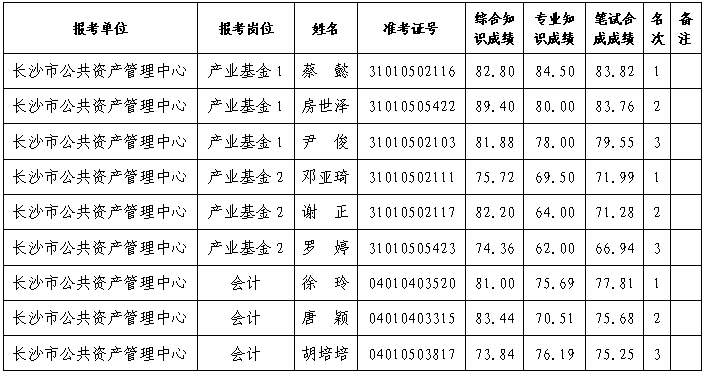 报考单位 报考岗位 姓名 准考证号 综合知识成绩 专业知识成绩 笔试合成成绩 名次 备注
长沙市公共资产管理中心 产业基金1 蔡 懿 31010502116 82.80 84.50 83.82 1
长沙市公共资产管理中心 产业基金1 房世泽 31010505422 89.40 80.00 83.76 2
长沙市公共资产管理中心 产业基金1 尹 俊 31010502103 81.88 78.00 79.55 3
长沙市公共资产管理中心 产业基金2 邓亚琦 31010502111 75.72 69.50 71.99 1
长沙市公共资产管理中心 产业基金2 谢 正 31010502117 82.20 64.00 71.28 2
长沙市公共资产管理中心 产业基金2 罗 婷 31010505423 74.36 62.00 66.94 3
长沙市公共资产管理中心 会计 徐 玲 04010403520 81.00 75.69 77.81 1
长沙市公共资产管理中心 会计 唐 颖 04010403315 83.44 70.51 75.68 2
长沙市公共资产管理中心 会计 胡培培 04010503817 73.84 76.19 75.25 3